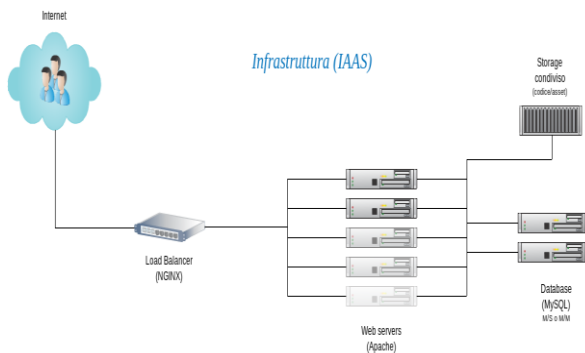 Internet
Infrastruttura (IAAS)
Storage
condiviso
(codice/asset)
Load Balancer
(NGINX)
Web servers
(Apache)
Database
(MySQL)
M/S o M/M